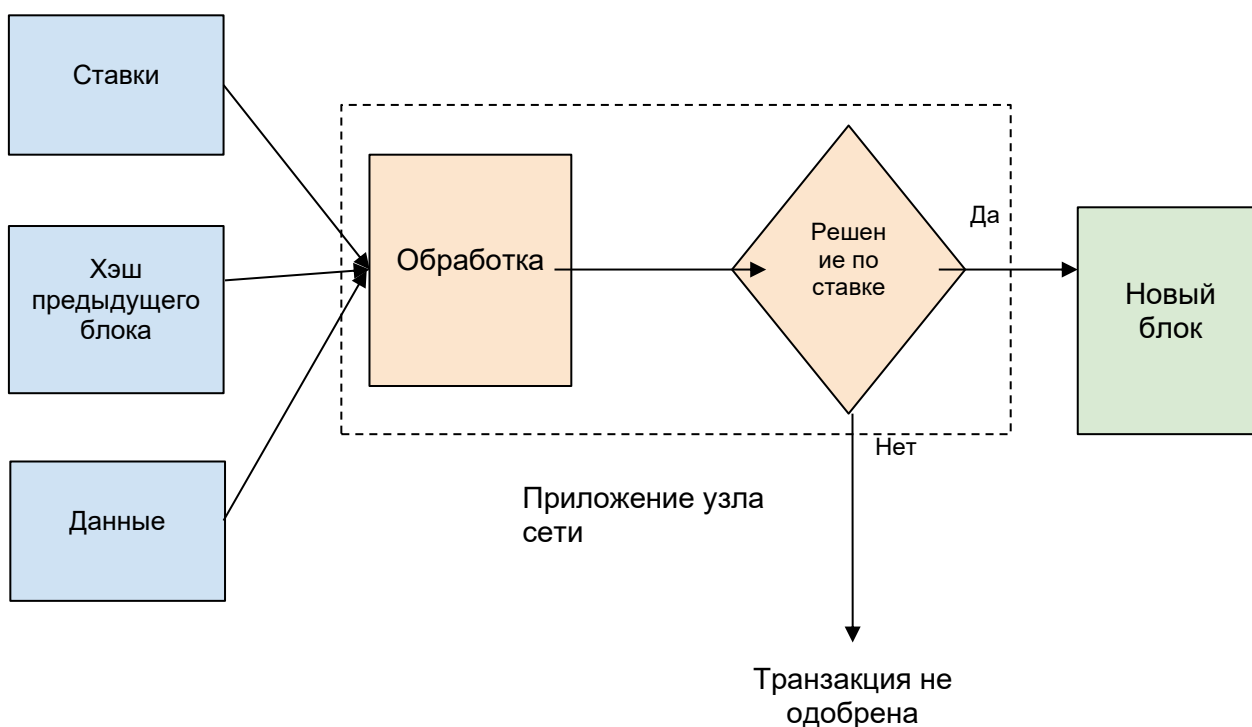 Ставки
Хэш
предыдущего
блока
Данные
Обработка
Решен
ие по
ставке
Да
Новый
блок
Нет
Приложение узла
сети
Транзакция не
одобрена